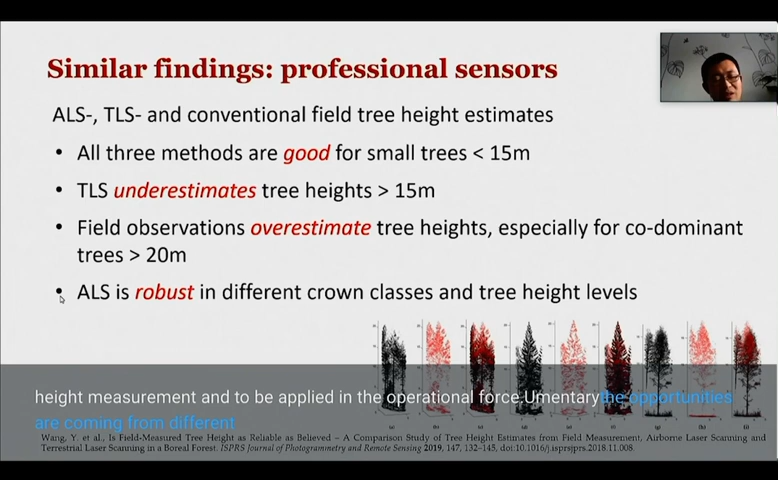 Similar findings: professional sensors
ALS-, TLS- and conventional field tree height estimates
• All three methods are good for small trees < 15m
• TLS underestimates tree heights > 15m
• Field observations overestimate tree heights, especially for co-dominant
trees > 20m
• ALS is robust in different crown classes and tree height levels
height measurement and to be applied in the operational force,Umentarythe opportunities
are coming from different
Wang, Y. et al., Is Field-Measured Tree Height as Reliable as Believed – A Comparison Study of Tree Height Estimates from Field Measurement, Airborne Laser Scanning and
Terrestrial Laser Scanning in a Boreal Forest. ISPRS Journal of Photogrammetry and Remote Sensing 2019, 147, 132–145, doi:10.1016/j.isprsjprs.2018.11.008.